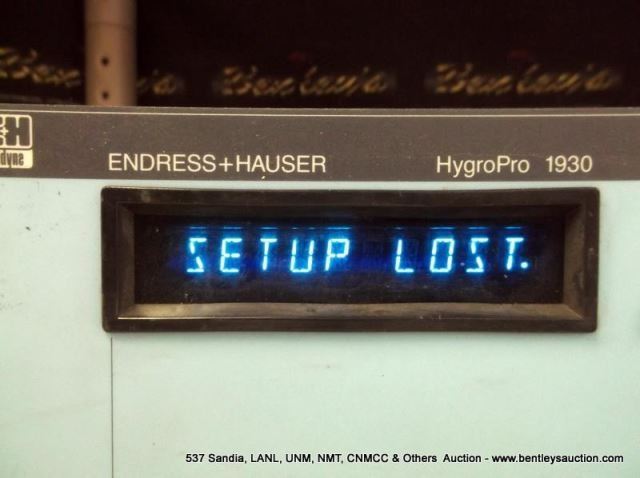 Bentley's Bentley's Bentley's
E+H
ENDRESS+HAUSER HygroPro 1930
dyne
SETUP LOST.
537 Sandia, LANL, UNM, NMT, CNMCC & Others Auction - www.bentleysauction.com